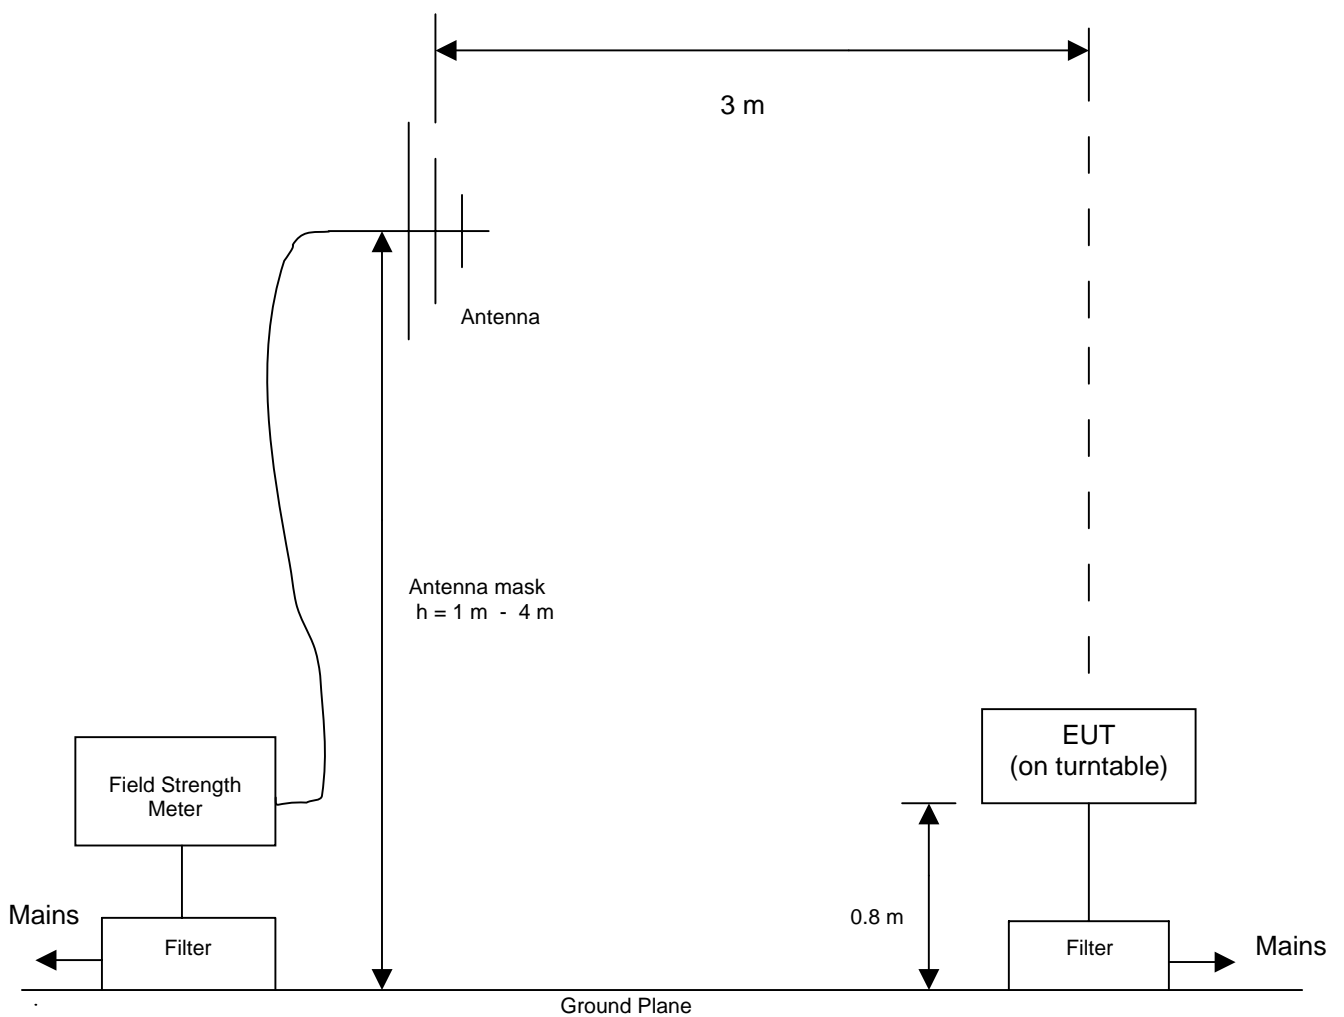 3 m
Antenna
Antenna mask
h = 1 m - 4 m
EUT
(on turntable)
Field Strength
Meter
Mains
Filter
0.8 m
Filter
Mains
Ground Plane